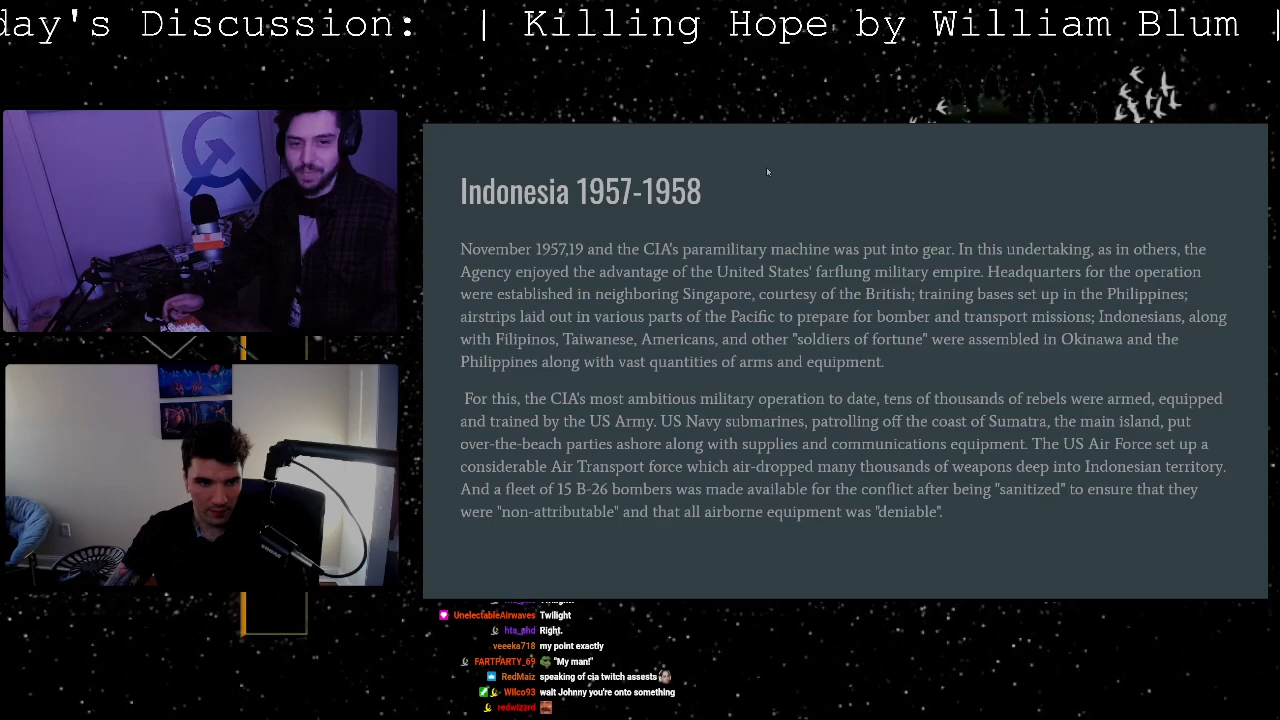 day's Discussion: | Killing Hope by William Blum |
Indonesia 1957-1958
November 1957,19 and the CIA's paramilitary machine was put into gear. In this undertaking, as in others, the
Agency enjoyed the advantage of the United States' farflung military empire. Headquarters for the operation
were established in neighboring Singapore, courtesy of the British; training bases set up in the Philippines;
airstrips laid out in various parts of the Pacific to prepare for bomber and transport missions; Indonesians, along
with Filipinos, Taiwanese, Americans, and other "soldiers of fortune" were assembled in Okinawa and the
Philippines along with vast quantities of arms and equipment.
For this, the CIA's most ambitious military operation to date, tens of thousands of rebels were armed, equipped
and trained by the US Army. US Navy submarines, patrolling off the coast of Sumatra, the main island, put
over-the-beach parties ashore along with supplies and communications equipment. The US Air Force set up a
considerable Air Transport force which air-dropped many thousands of weapons deep into Indonesian territory.
And a fleet of 15 B-26 bombers was made available for the conflict after being "sanitized" to ensure that they
were "non-attributable" and that all airborne equipment was "deniable".
UnelectableAirwaves Twilight
hta_phd Right.
veeka718 my point exactly
FARTPARTY_69 "My man!"
RedMaiz speaking of cia twitch assests
Wilco93 wait Johnny you're onto something
redwizzrd